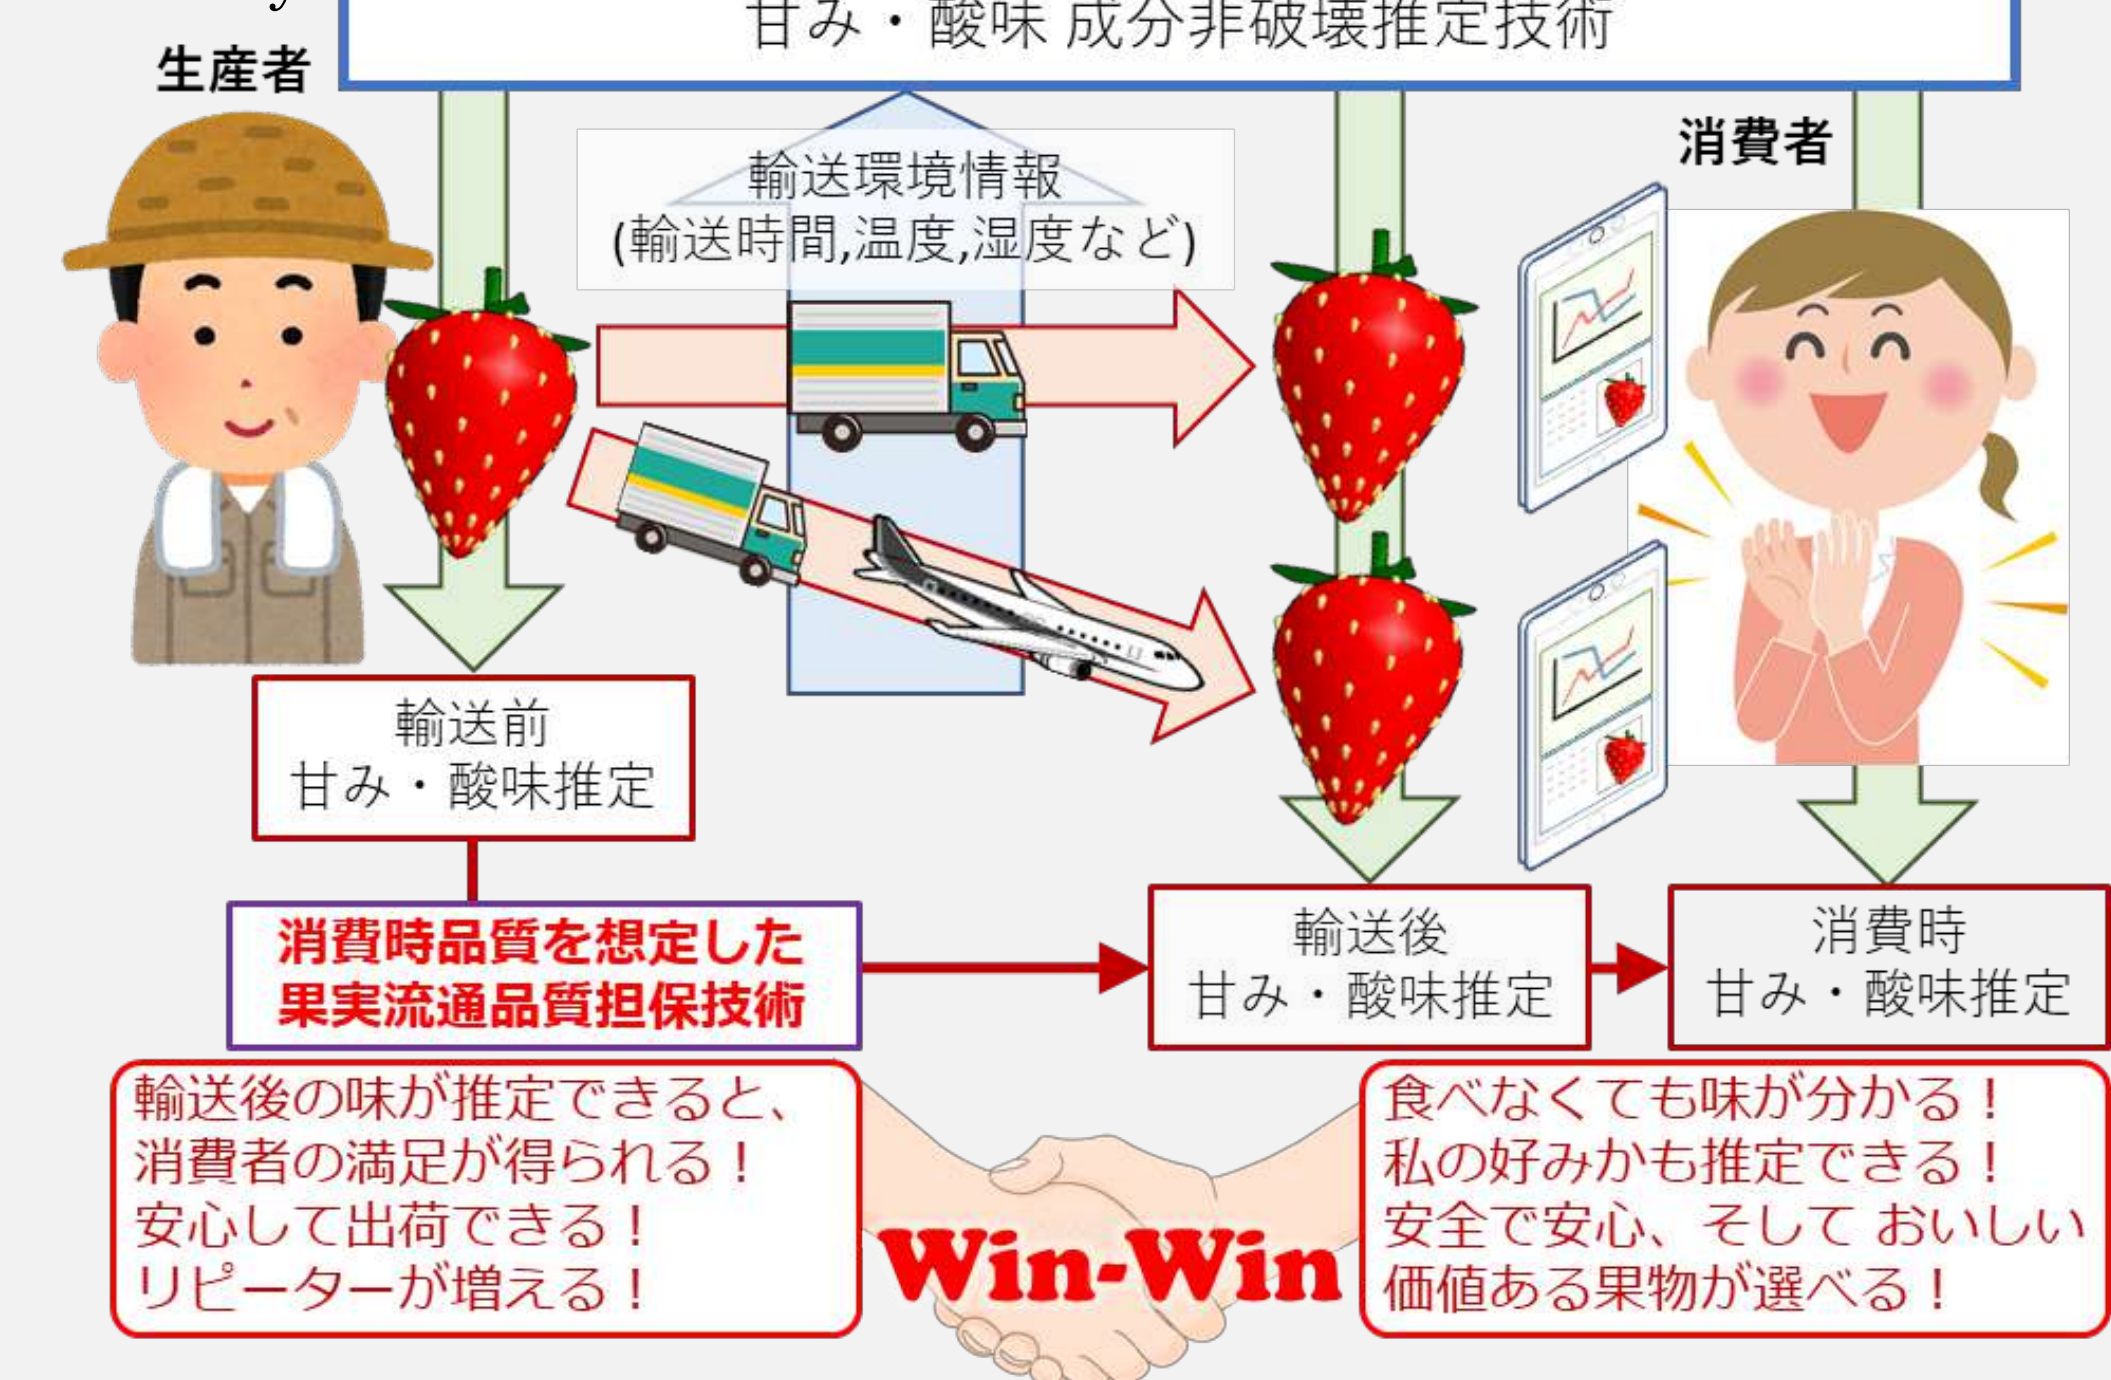 甘み・酸味 成分非破壊推定技術
生産者
消費者
輸送環境情報
(輸送時間,温度,湿度など)
輸送前
甘み・酸味推定
消費時品質を想定した
果実流通品質担保技術
輸送後
甘み・酸味推定
消費時
甘み・酸味推定
輸送後の味が推定できると、
消費者の満足が得られる！
安心して出荷できる！
リピーターが増える！
Win-Win
食べなくても味が分かる！
私の好みかも推定できる！
安全で安心、そして おいしい
価値ある果物が選べる！